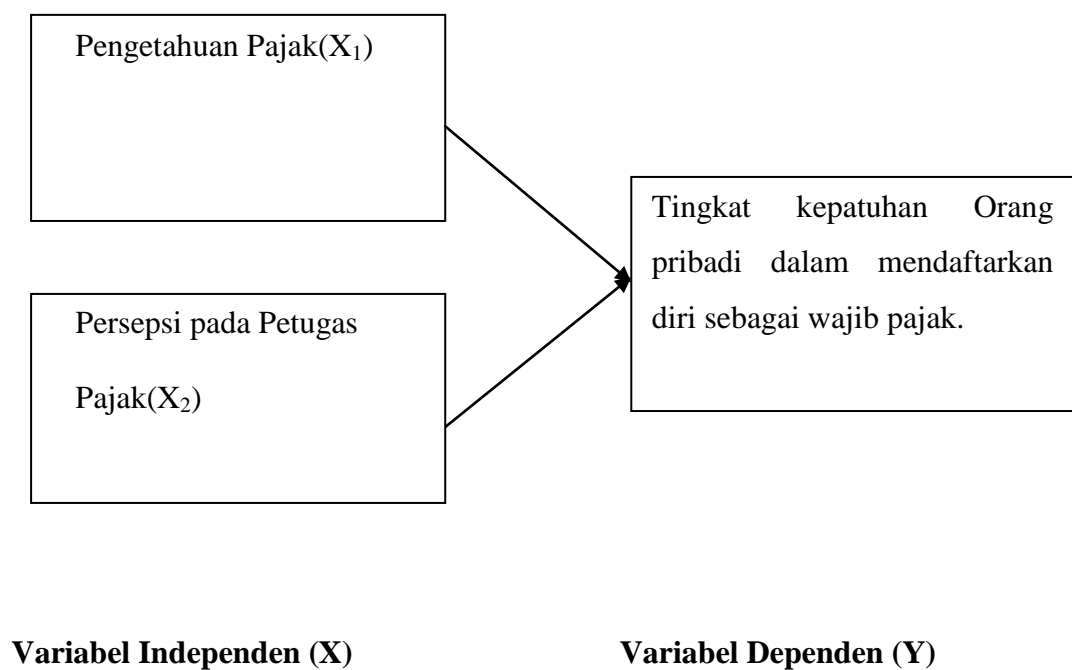 Pengetahuan Pajak(X₁)
Persepsi pada Petugas
Pajak(X₂)
Tingkat kepatuhan Orang
pribadi dalam mendaftarkan
diri sebagai wajib pajak.
Variabel Independen (X)
Variabel Dependen (Y)